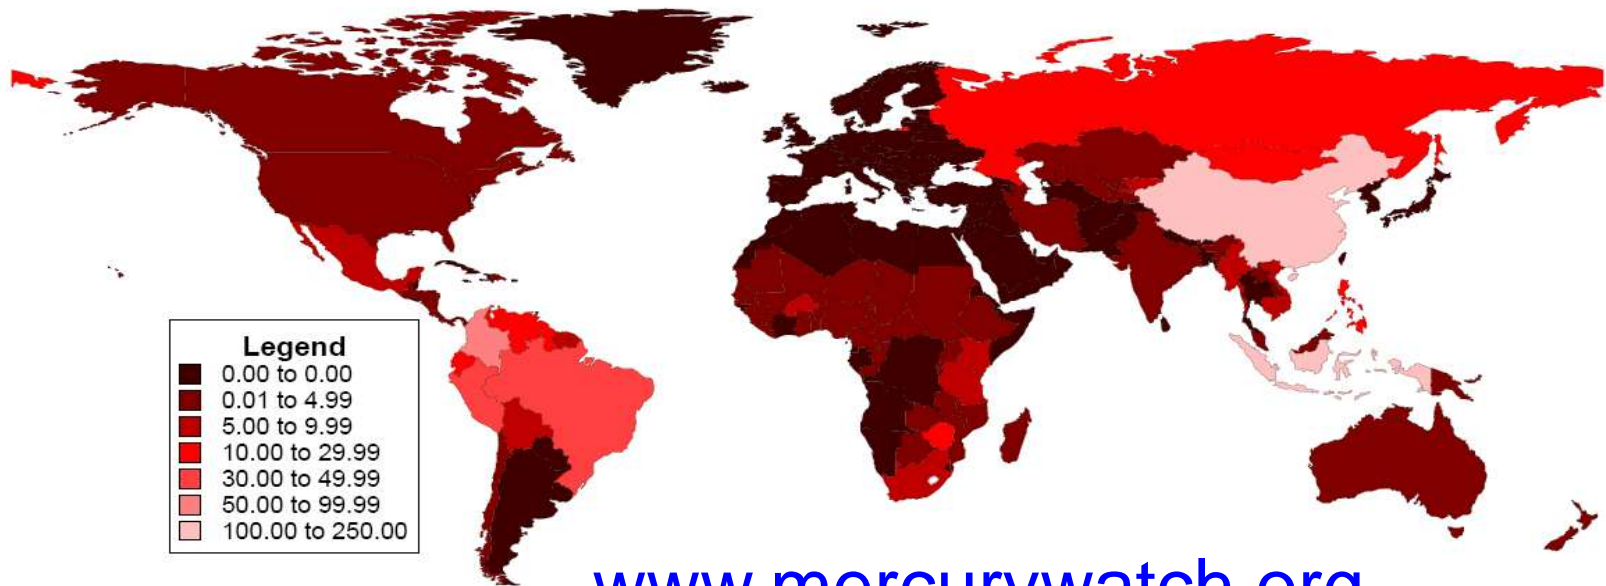 Legend
0.00 to 0.00
0.01 to 4.99
5.00 to 9.99
10.00 to 29.99
30.00 to 49.99
50.00 to 99.99
100.00 to 250.00
www.mercurywatch.org